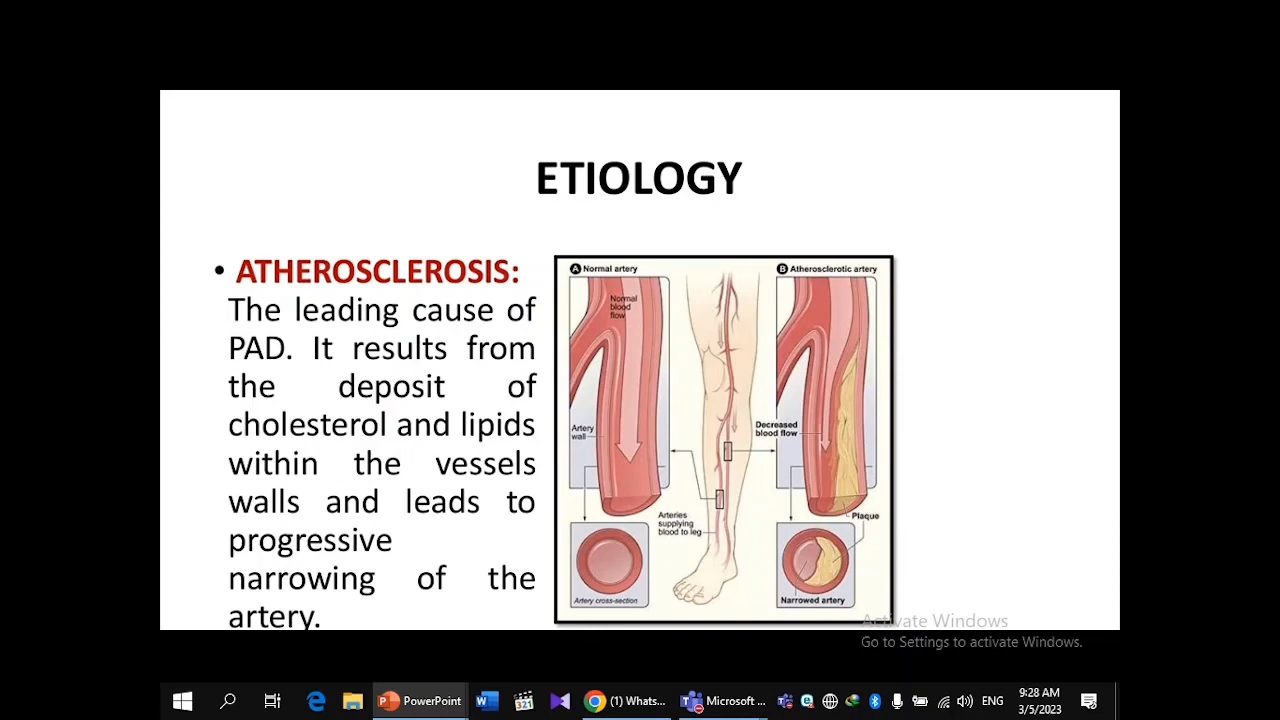 ETIOLOGY
• ATHEROSCLEROSIS:
The leading cause of
PAD. It results from
the deposit of
cholesterol and lipids
within the vessels
walls and leads to
progressive
narrowing of the
artery.
A Normal artery
Normal
blood
flow
Artery
wall
Artery cross-section
Arteries
supplying
blood to leg
B Atherosclerotic artery
Decreased
blood flow
Plaque
Narrowed artery
Activate Windows
Go to Settings to activate Windows.
PowerPoint
321
(1) Whats...
Microsoft ...
ENG
9:28 AM
3/5/2023